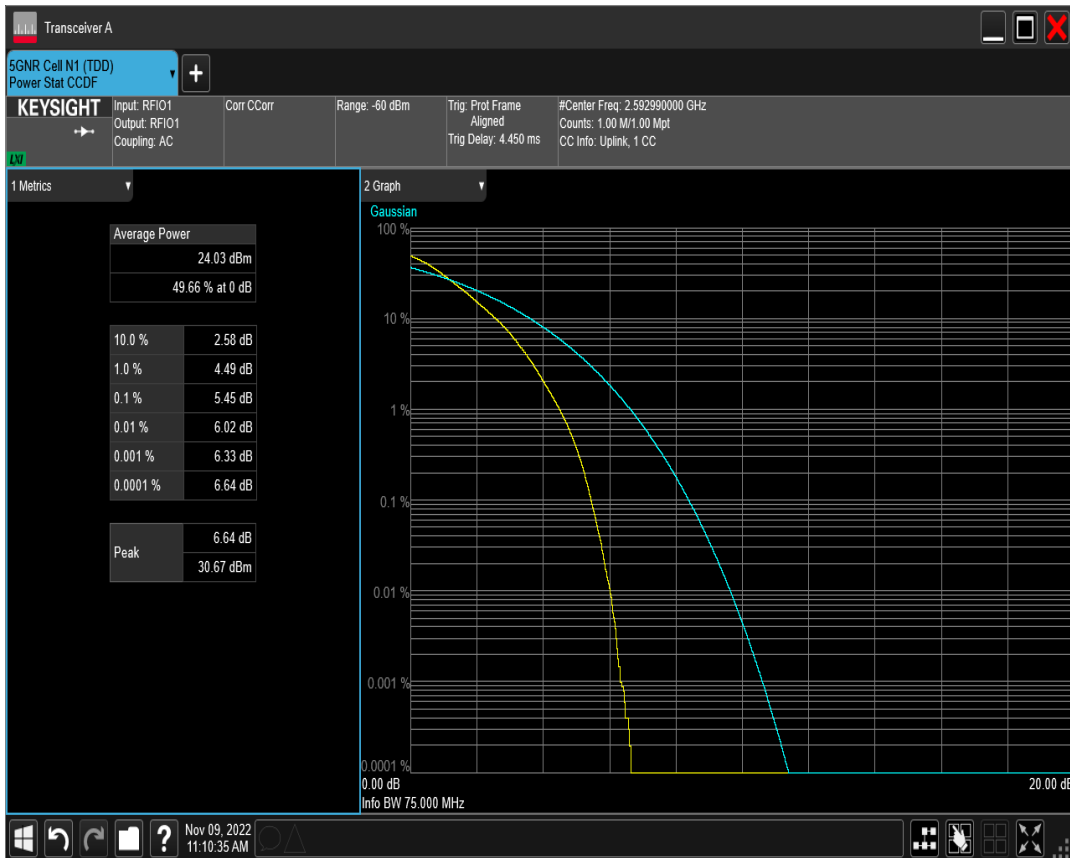 Transceiver A
5GNR Cell N1 (TDD)
Power Stat CCDF
+
KEYSIGHT
LXI
Input: RFIO1
Output: RFIO1
Coupling: AC
Corr CCorr
Range: -60 dBm
Trig: Prot Frame
Aligned
Trig Delay: 4.450 ms
#Center Freq: 2.592990000 GHz
Counts: 1.00 M/1.00 Mpt
CC Info: Uplink, 1 CC
1 Metrics
Average Power
24.03 dBm
49.66 % at 0 dB
10.0 % 2.58 dB
1.0 % 4.49 dB
0.1 % 5.45 dB
0.01 % 6.02 dB
0.001 % 6.33 dB
0.0001 % 6.64 dB
Peak
6.64 dB
30.67 dBm
2 Graph
Gaussian
100 %
10 %
1 %
0.1 %
0.01 %
0.001 %
0.0001 %
0.00 dB
20.00 dB
Info BW 75.000 MHz
?
Nov 09, 2022
11:10:35 AM